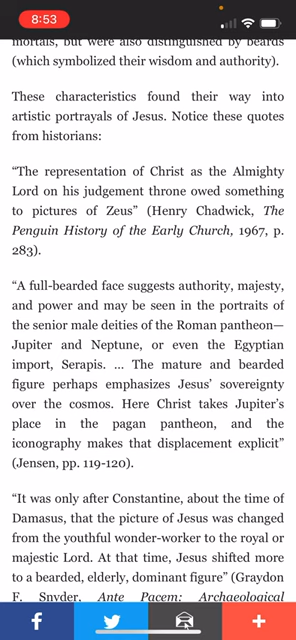 8:53
mortals, but were also distinguished by beards
(which symbolized their wisdom and authority).
These characteristics found their way into
artistic portrayals of Jesus. Notice these quotes
from historians:
“The representation of Christ as the Almighty
Lord on his judgement throne owed something
to pictures of Zeus” (Henry Chadwick, The
Penguin History of the Early Church, 1967, p.
283).
“A full-bearded face suggests authority, majesty,
and power and may be seen in the portraits of
the senior male deities of the Roman pantheon—
Jupiter and Neptune, or even the Egyptian
import, Serapis. ... The mature and bearded
figure perhaps emphasizes Jesus’ sovereignty
over the cosmos. Here Christ takes Jupiter’s
place in the pagan pantheon, and the
iconography makes that displacement explicit”
(Jensen, pp. 119-120).
“It was only after Constantine, about the time of
Damasus, that the picture of Jesus was changed
from the youthful wonder-worker to the royal or
majestic Lord. At that time, Jesus shifted more
to a bearded, elderly, dominant figure” (Graydon
F. Snyder, Ante Pacem: Archaeological